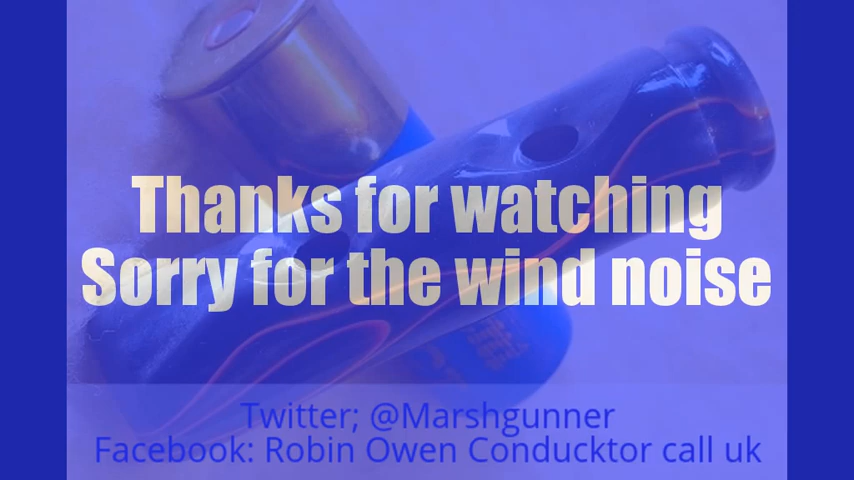 Thanks for watching
Sorry for the wind noise
Twitter; @Marshgunner
Facebook: Robin Owen Conducktor call uk